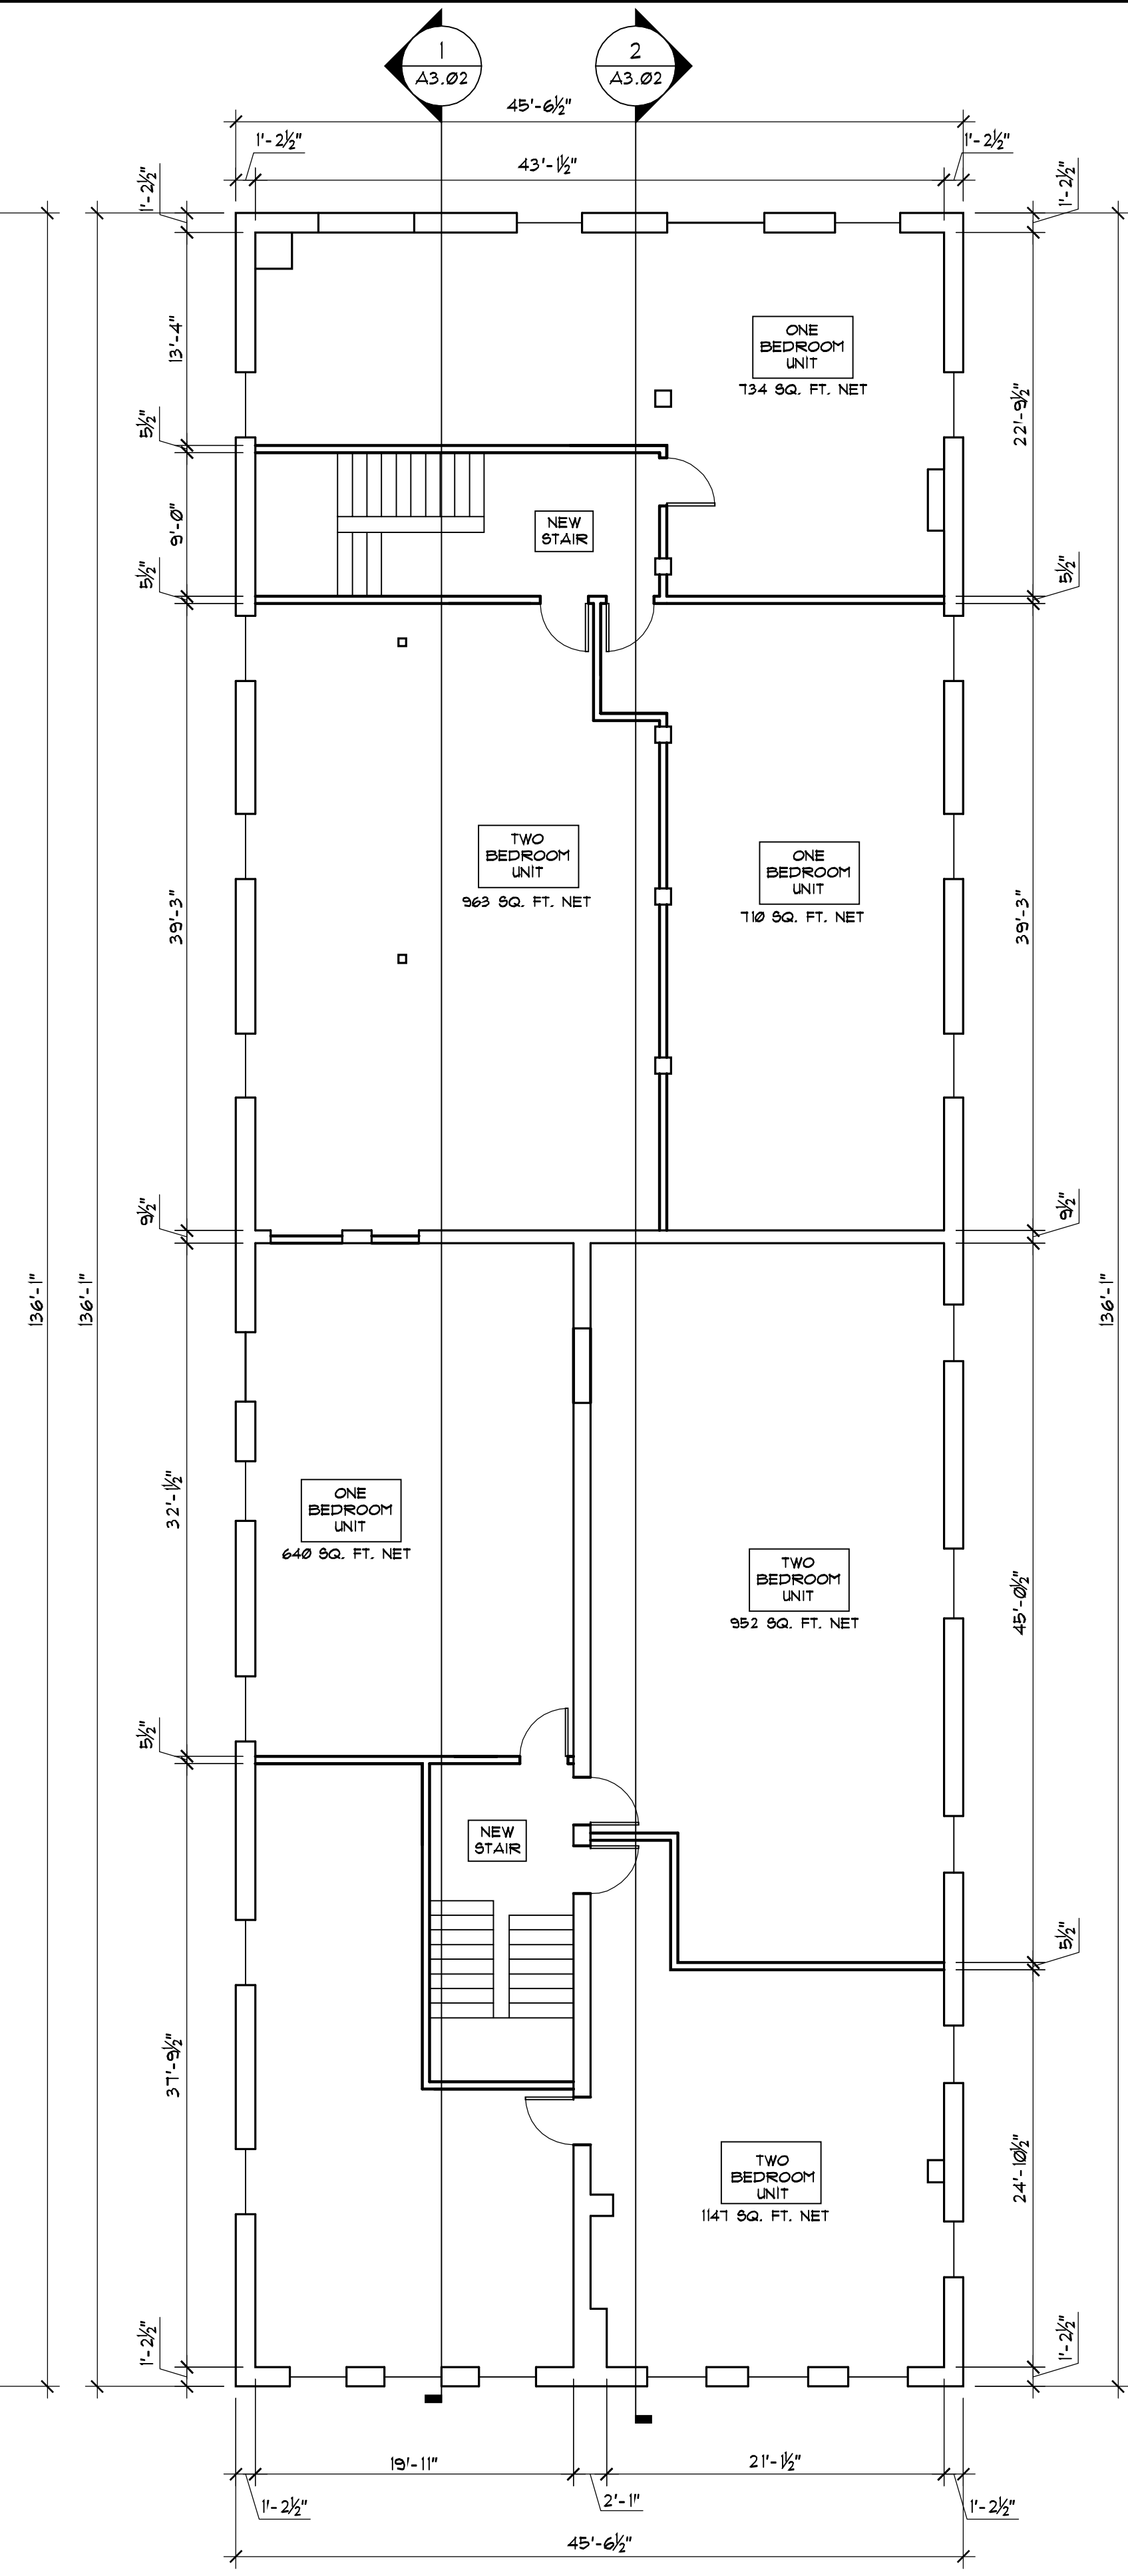 1
A3.02
2
A3.02
45'-6½"
1'-2½"
43'-1½"
1'-2½"
1'-2½"
1'-2½"
13'-4"
ONE
BEDROOM
UNIT
734 SQ. FT. NET
22'-9½"
5½"
9'-0"
NEW
STAIR
5½"
5½"
TWO
BEDROOM
UNIT
963 SQ. FT. NET
ONE
BEDROOM
UNIT
710 SQ. FT. NET
39'-3"
39'-3"
9½"
9½"
136'-1"
136'-1"
136'-1"
ONE
BEDROOM
UNIT
640 SQ. FT. NET
32'-1½"
TWO
BEDROOM
UNIT
952 SQ. FT. NET
45'-0½"
5½"
NEW
STAIR
5½"
37'-9½"
TWO
BEDROOM
UNIT
1147 SQ. FT. NET
24'-10½"
1'-2½"
1'-2½"
19'-11"
21'-1½"
1'-2½"
2'-1"
1'-2½"
45'-6½"